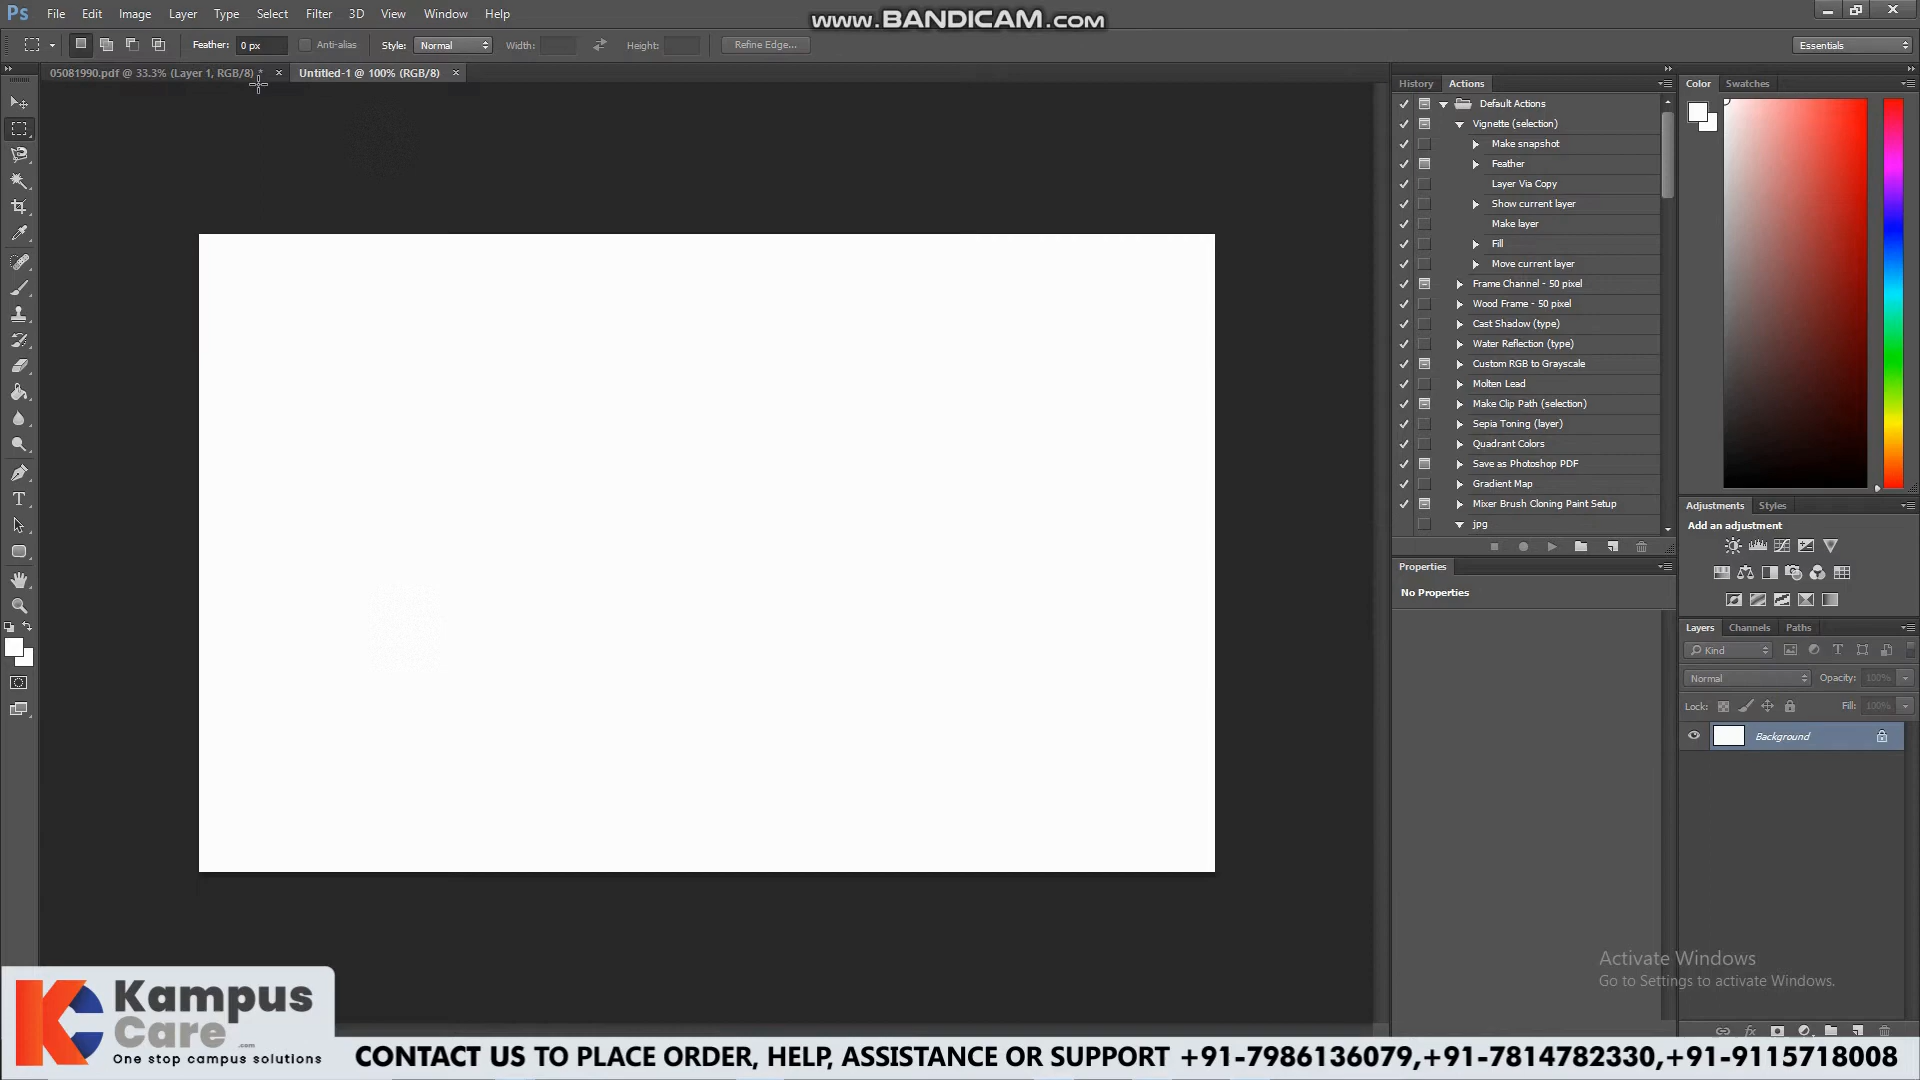 Ps File Edit Image Layer Type Select Filter 3D View Window Help
www.BANDICAM.com
Feather: 0 px Anti-alias Style: Normal Width: Height: Refine Edge... Essentials
05081990.pdf @ 33.3% (Layer 1, RGB/8) * × Untitled-1 @ 100% (RGB/8) ×
History Actions
Default Actions
Vignette (selection)
Make snapshot
Feather
Layer Via Copy
Show current layer
Make layer
Fill
Move current layer
Frame Channel - 50 pixel
Wood Frame - 50 pixel
Cast Shadow (type)
Water Reflection (type)
Custom RGB to Grayscale
Molten Lead
Make Clip Path (selection)
Sepia Toning (layer)
Quadrant Colors
Save as Photoshop PDF
Gradient Map
Mixer Brush Cloning Paint Setup
jpg
Properties
No Properties
Color Swatches
Adjustments Styles
Add an adjustment
Layers Channels Paths
Kind
Normal Opacity: 100%
Lock: Fill: 100%
Background
Activate Windows
Go to Settings to activate Windows.
Kampus
Care
.com
One stop campus solutions
CONTACT US TO PLACE ORDER, HELP, ASSISTANCE OR SUPPORT +91-7986136079,+91-7814782330,+91-9115718008